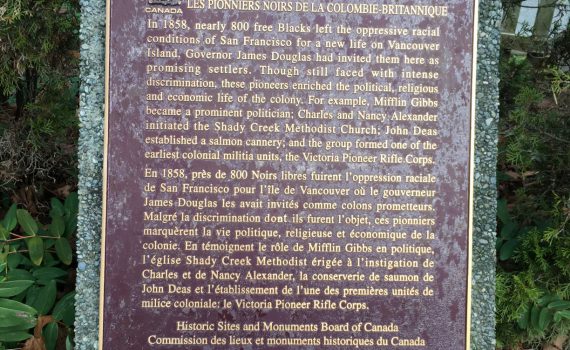 CANADA
LES PIONNIERS NOIRS DE LA COLOMBIE-BRITANNIQUE
In 1858, nearly 800 free Blacks left the oppressive racial
conditions of San Francisco for a new life on Vancouver
Island. Governor James Douglas had invited them here as
promising settlers. Though still faced with intense
discrimination, these pioneers enriched the political, religious
and economic life of the colony. For example, Mifflin Gibbs
became a prominent politician; Charles and Nancy Alexander
initiated the Shady Creek Methodist Church; John Deas
established a salmon cannery; and the group formed one of the
earliest colonial militia units, the Victoria Pioneer Rifle Corps.
En 1858, près de 800 Noirs libres fuirent l'oppression raciale
de San Francisco pour l'île de Vancouver où le gouverneur
James Douglas les avait invités comme colons prometteurs.
Malgré la discrimination dont ils furent l'objet, ces pionniers
marquèrent la vie politique, religieuse et économique de la
colonie. En témoignent le rôle de Mifflin Gibbs en politique,
l'église Shady Creek Methodist érigée à l'instigation de
Charles et de Nancy Alexander, la conserverie de saumon de
John Deas et l'établissement de l'une des premières unités de
milice coloniale: le Victoria Pioneer Rifle Corps.
Historic Sites and Monuments Board of Canada
Commission des lieux et monuments historiques du Canada